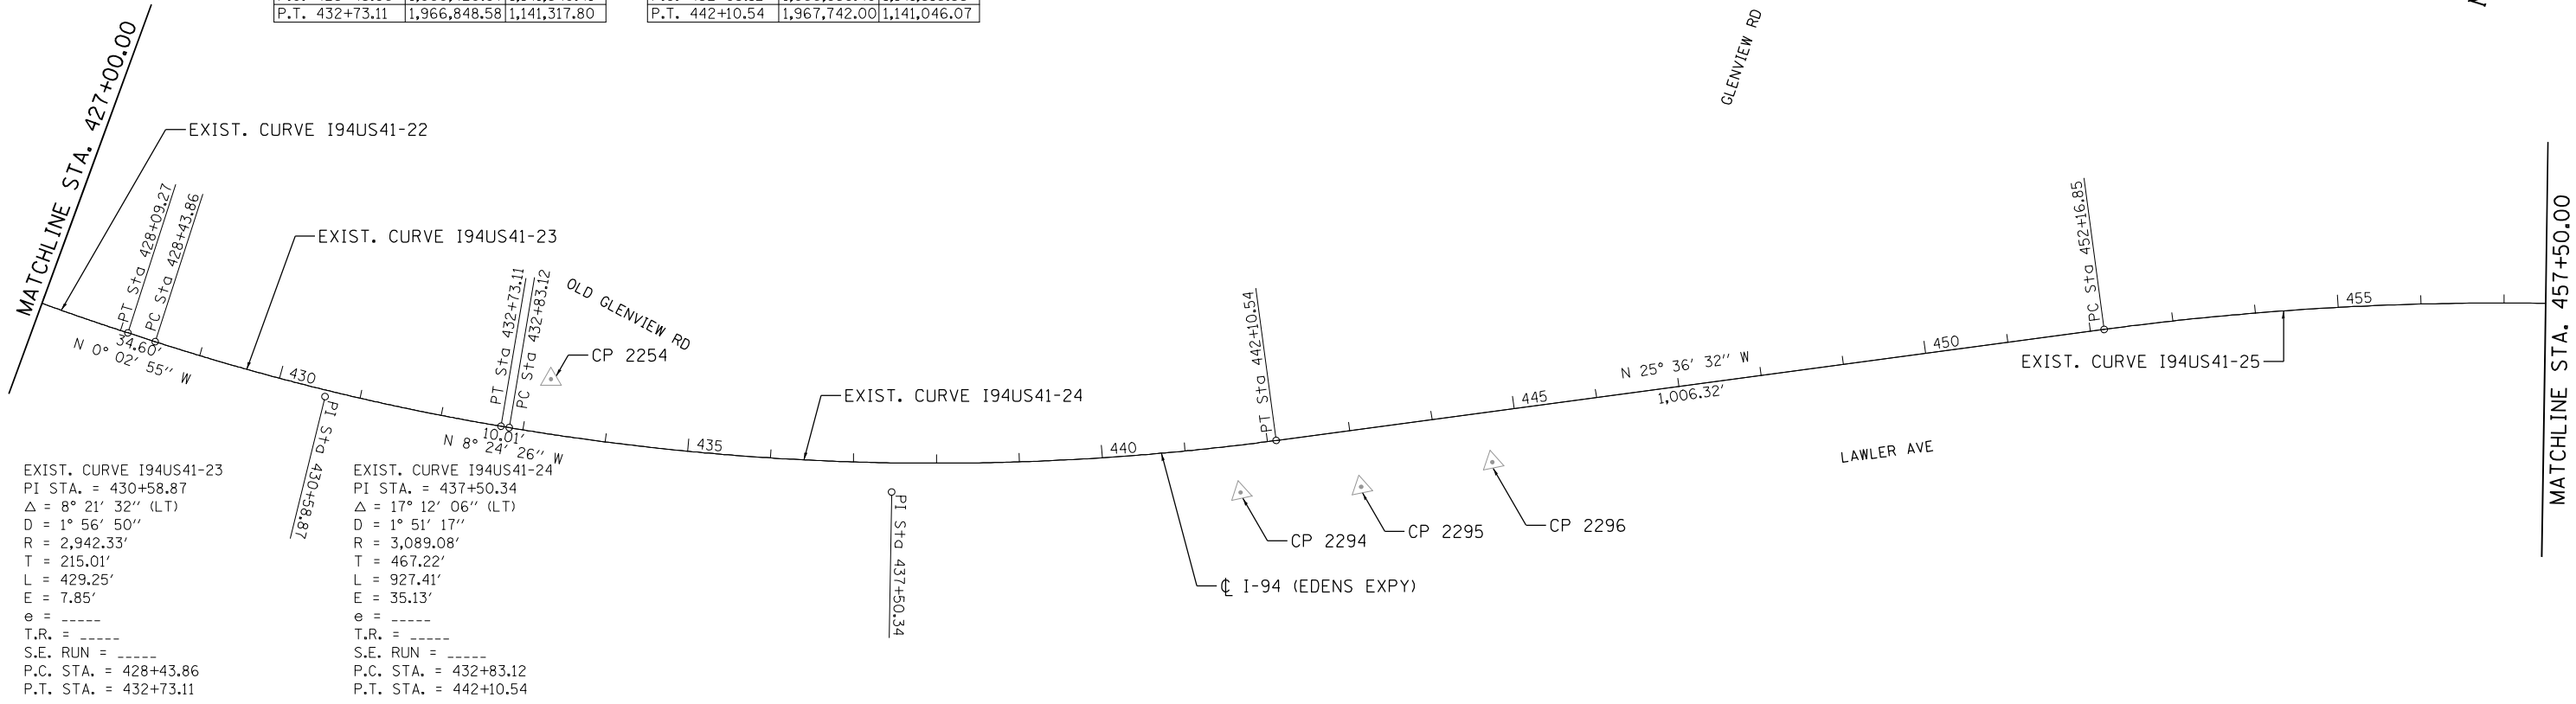 P.T. 432+73.11 1,966,848.58 1,141,317.80
P.T. 442+10.54 1,967,742.00 1,141,046.07
MATCHLINE STA. 427+00.00
EXIST. CURVE I94US41-22
PT Sta 428+09.27
PC Sta 428+43.86
34.60'
N 0° 02' 55'' W
EXIST. CURVE I94US41-23
430
PI Sta 430+58.87
PT Sta 432+73.11
PC Sta 432+83.12
10.01'
N 8° 24' 26'' W
OLD GLENVIEW RD
CP 2254
435
EXIST. CURVE I94US41-24
PI Sta 437+50.34
440
℄ I-94 (EDENS EXPY)
PT Sta 442+10.54
CP 2294
CP 2295
CP 2296
445
N 25° 36' 32'' W
1,006.32'
GLENVIEW RD
LAWLER AVE
450
PC Sta 452+16.85
EXIST. CURVE I94US41-25
455
MATCHLINE STA. 457+50.00
EXIST. CURVE I94US41-23
PI STA. = 430+58.87
Δ = 8° 21' 32'' (LT)
D = 1° 56' 50''
R = 2,942.33'
T = 215.01'
L = 429.25'
E = 7.85'
e = _____
T.R. = _____
S.E. RUN = _____
P.C. STA. = 428+43.86
P.T. STA. = 432+73.11
EXIST. CURVE I94US41-24
PI STA. = 437+50.34
Δ = 17° 12' 06'' (LT)
D = 1° 51' 17''
R = 3,089.08'
T = 467.22'
L = 927.41'
E = 35.13'
e = _____
T.R. = _____
S.E. RUN = _____
P.C. STA. = 432+83.12
P.T. STA. = 442+10.54